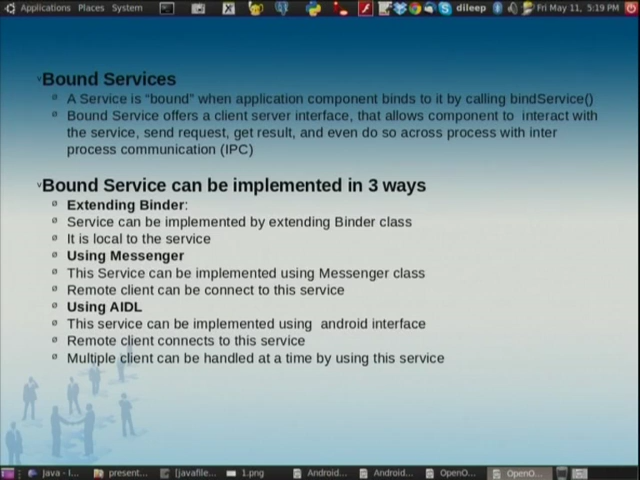 Applications Places System dileep Fri May 11, 5:19 PM
Bound Services
A Service is “bound” when application component binds to it by calling bindService()
Bound Service offers a client server interface, that allows component to interact with
the service, send request, get result, and even do so across process with inter
process communication (IPC)
Bound Service can be implemented in 3 ways
Extending Binder:
Service can be implemented by extending Binder class
It is local to the service
Using Messenger
This Service can be implemented using Messenger class
Remote client can be connect to this service
Using AIDL
This service can be implemented using android interface
Remote client connects to this service
Multiple client can be handled at a time by using this service
Java - I... present... [javafile... 1.png Android... Android... OpenO... OpenO...